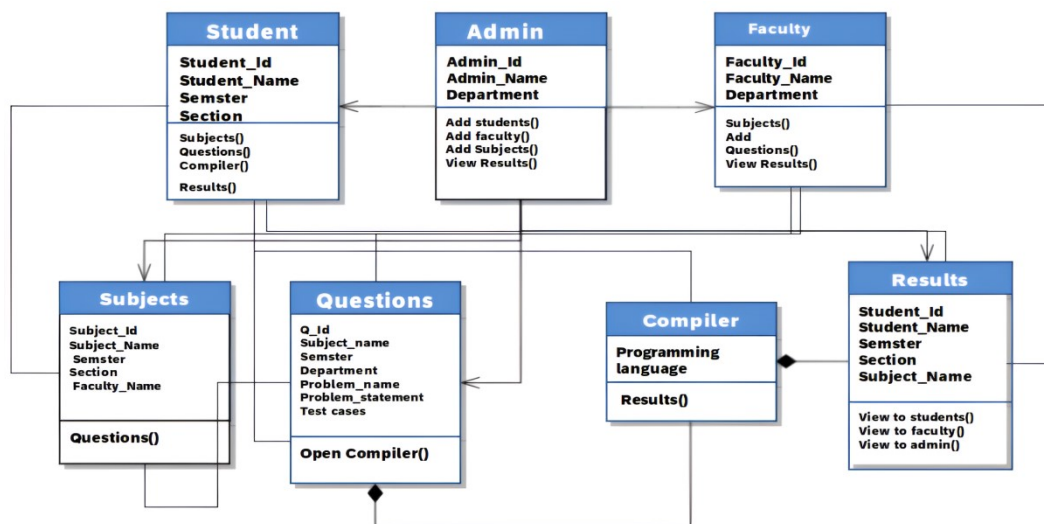 Student
Student_Id
Student_Name
Semster
Section
Subjects()
Questions()
Compiler()
Results()
Admin
Admin_Id
Admin_Name
Department
Add students()
Add faculty()
Add Subjects()
View Results()
Faculty
Faculty_Id
Faculty_Name
Department
Subjects()
Add
Questions()
View Results()
Subjects
Subject_Id
Subject_Name
Semster
Section
Faculty_Name
Questions()
Questions
Q_Id
Subject_name
Semster
Department
Problem_name
Problem_statement
Test cases
Open Compiler()
Compiler
Programming
language
Results()
Results
Student_Id
Student_Name
Semster
Section
Subject_Name
View to students()
View to faculty()
View to admin()